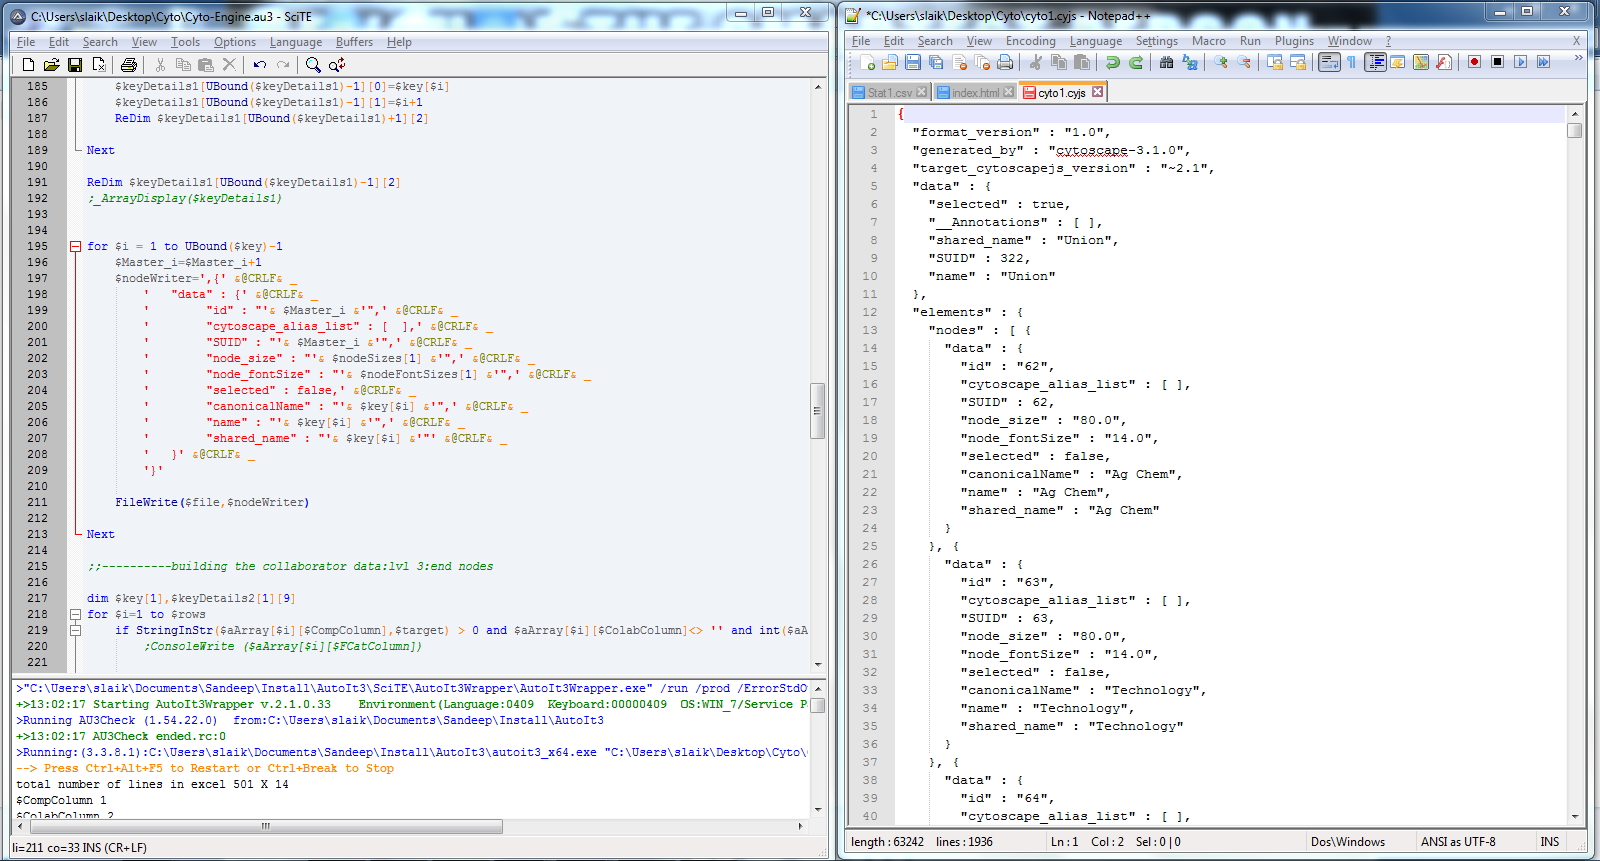 C:\Users\slaik\Desktop\Cyto\Cyto-Engine.au3 - SciTE
File Edit Search View Tools Options Language Buffers Help
185 $keyDetails1[UBound($keyDetails1)-1][0]=$key[$i]
186 $keyDetails1[UBound($keyDetails1)-1][1]=$i+1
187 ReDim $keyDetails1[UBound($keyDetails1)+1][2]
188
189 Next
190
191 ReDim $keyDetails1[UBound($keyDetails1)-1][2]
192 ;_ArrayDisplay($keyDetails1)
193
194
195 for $i = 1 to UBound($key)-1
196 $Master_i=$Master_i+1
197 $nodeWriter=',{' &@CRLF& _
198 ' "data" : {' &@CRLF& _
199 ' "id" : "'& $Master_i &'",' &@CRLF& _
200 ' "cytoscape_alias_list" : [ ],' &@CRLF& _
201 ' "SUID" : "'& $Master_i &'",' &@CRLF& _
202 ' "node_size" : "'& $nodeSizes[1] &'",' &@CRLF& _
203 ' "node_fontSize" : "'& $nodeFontSizes[1] &'",' &@CRLF& _
204 ' "selected" : false,' &@CRLF& _
205 ' "canonicalName" : "'& $key[$i] &'",' &@CRLF& _
206 ' "name" : "'& $key[$i] &'",' &@CRLF& _
207 ' "shared_name" : "'& $key[$i] &'"' &@CRLF& _
208 ' }' &@CRLF& _
209 '}'
210
211 FileWrite($file,$nodeWriter)
212
213 Next
214
215 ;;----------building the collaborator data:lvl 3:end nodes
216
217 dim $key[1],$keyDetails2[1][9]
218 for $i=1 to $rows
219 if StringInStr($aArray[$i][$CompColumn],$target) > 0 and $aArray[$i][$ColabColumn]<> '' and int($aA
220 ;ConsoleWrite ($aArray[$i][$FCatColumn])
221
>"C:\Users\slaik\Documents\Sandeep\Install\AutoIt3\SciTE\AutoIt3Wrapper\AutoIt3Wrapper.exe" /run /prod /ErrorStdO
+>13:02:17 Starting AutoIt3Wrapper v.2.1.0.33 Environment(Language:0409 Keyboard:00000409 OS:WIN_7/Service P
>Running AU3Check (1.54.22.0) from:C:\Users\slaik\Documents\Sandeep\Install\AutoIt3
+>13:02:17 AU3Check ended.rc:0
>Running:(3.3.8.1):C:\Users\slaik\Documents\Sandeep\Install\AutoIt3\autoit3_x64.exe "C:\Users\slaik\Desktop\Cyto\
--> Press Ctrl+Alt+F5 to Restart or Ctrl+Break to Stop
total number of lines in excel 501 X 14
$CompColumn 1
$ColabColumn 2
li=211 co=33 INS (CR+LF)
*C:\Users\slaik\Desktop\Cyto\cyto1.cyjs - Notepad++
File Edit Search View Encoding Language Settings Macro Run Plugins Window ? X
Stat1.csv index.html cyto1.cyjs
1 {
2 "format_version" : "1.0",
3 "generated_by" : "cytoscape-3.1.0",
4 "target_cytoscapejs_version" : "~2.1",
5 "data" : {
6 "selected" : true,
7 "__Annotations" : [ ],
8 "shared_name" : "Union",
9 "SUID" : 322,
10 "name" : "Union"
11 },
12 "elements" : {
13 "nodes" : [ {
14 "data" : {
15 "id" : "62",
16 "cytoscape_alias_list" : [ ],
17 "SUID" : 62,
18 "node_size" : "80.0",
19 "node_fontSize" : "14.0",
20 "selected" : false,
21 "canonicalName" : "Ag Chem",
22 "name" : "Ag Chem",
23 "shared_name" : "Ag Chem"
24 }
25 }, {
26 "data" : {
27 "id" : "63",
28 "cytoscape_alias_list" : [ ],
29 "SUID" : 63,
30 "node_size" : "80.0",
31 "node_fontSize" : "14.0",
32 "selected" : false,
33 "canonicalName" : "Technology",
34 "name" : "Technology",
35 "shared_name" : "Technology"
36 }
37 }, {
38 "data" : {
39 "id" : "64",
40 "cytoscape_alias_list" : [ ],
length : 63242 lines : 1936 Ln : 1 Col : 2 Sel : 0 | 0 Dos\Windows ANSI as UTF-8 INS